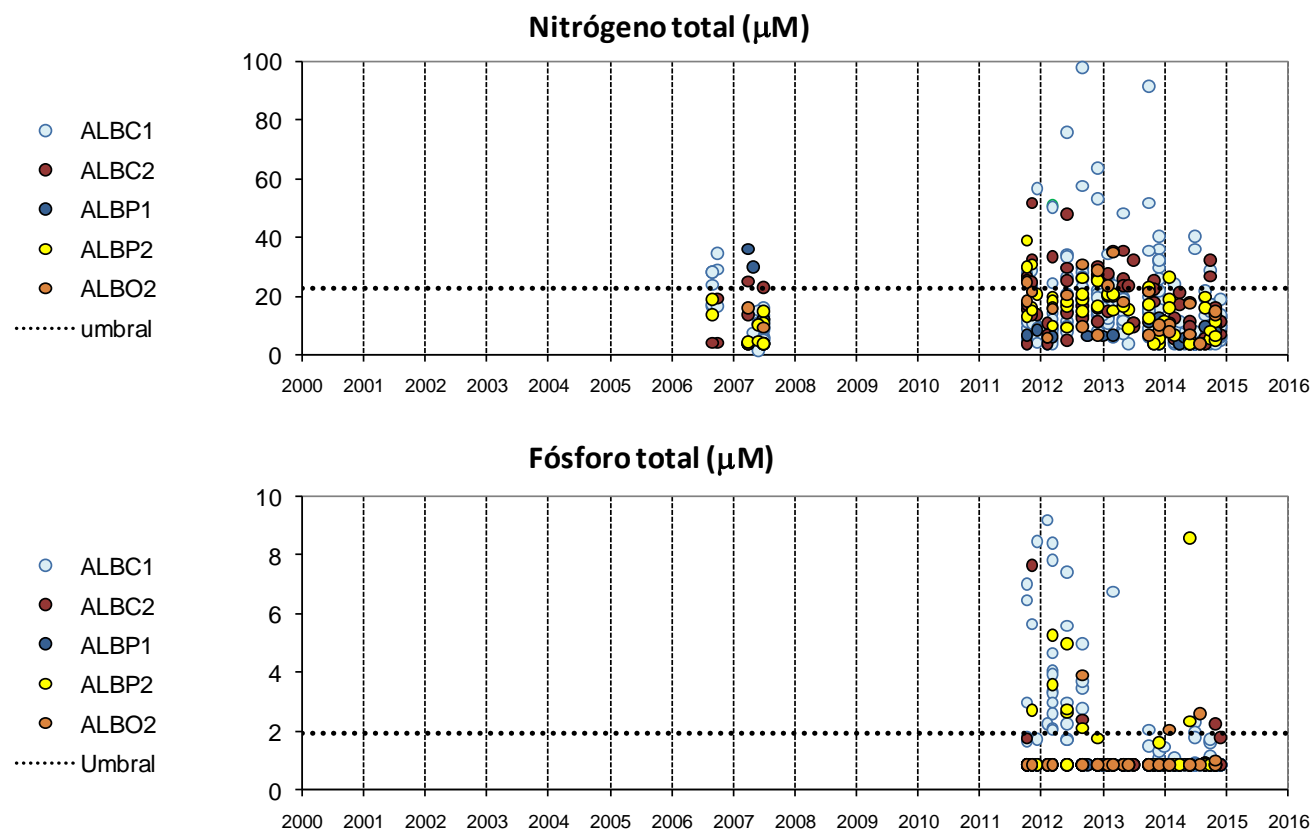 Nitrógeno total (μM)
100
80
60
40
20
0
ALBC1
ALBC2
ALBP1
ALBP2
ALBO2
umbral
2000 2001 2002 2003 2004 2005 2006 2007 2008 2009 2010 2011 2012 2013 2014 2015 2016
Fósforo total (μM)
10
8
6
4
2
0
ALBC1
ALBC2
ALBP1
ALBP2
ALBO2
Umbral
2000 2001 2002 2003 2004 2005 2006 2007 2008 2009 2010 2011 2012 2013 2014 2015 2016